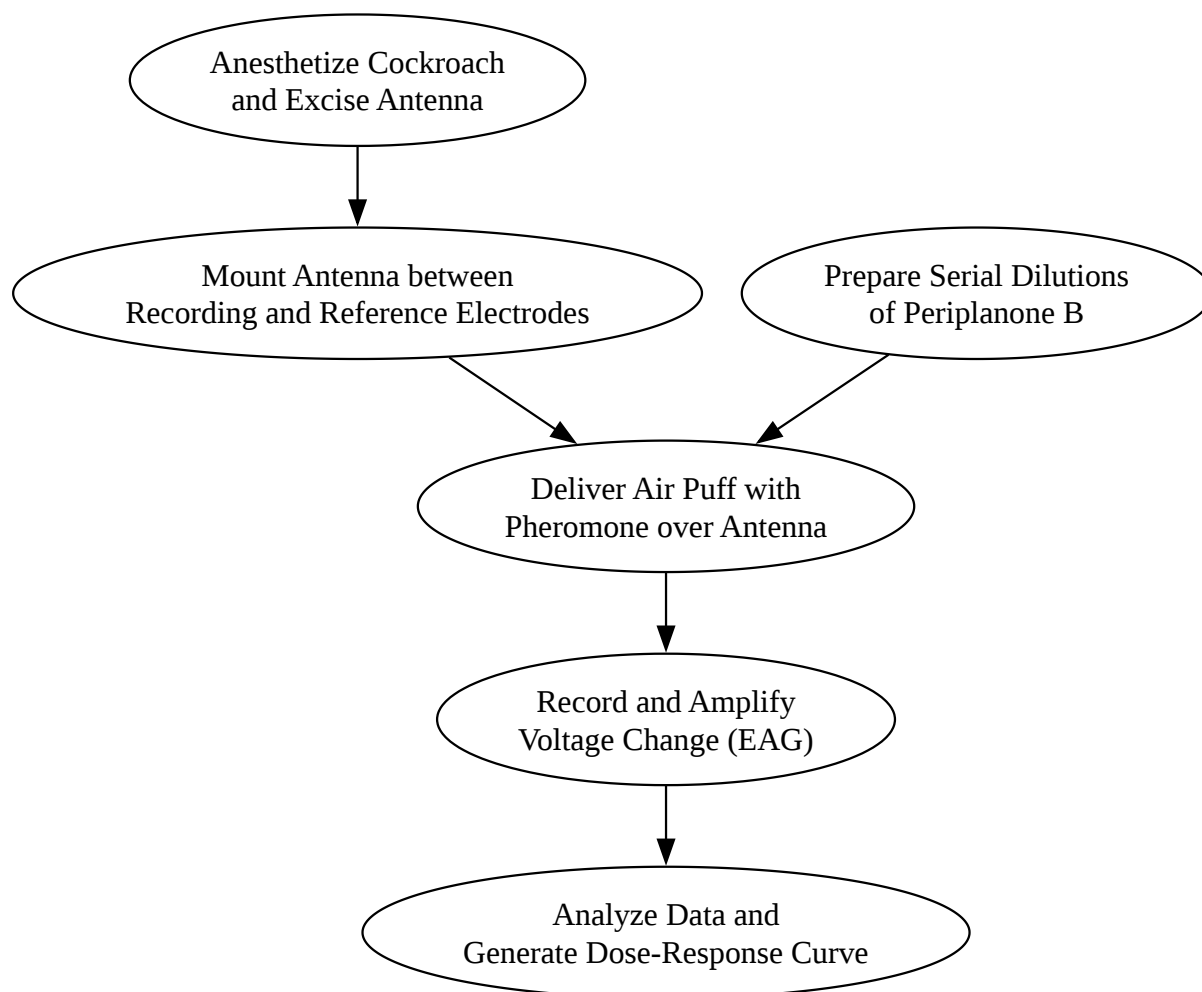 Anesthetize Cockroach
and Excise Antenna
Mount Antenna between
Recording and Reference Electrodes
Prepare Serial Dilutions
of Periplanone B
Deliver Air Puff with
Pheromone over Antenna
Record and Amplify
Voltage Change (EAG)
Analyze Data and
Generate Dose-Response Curve